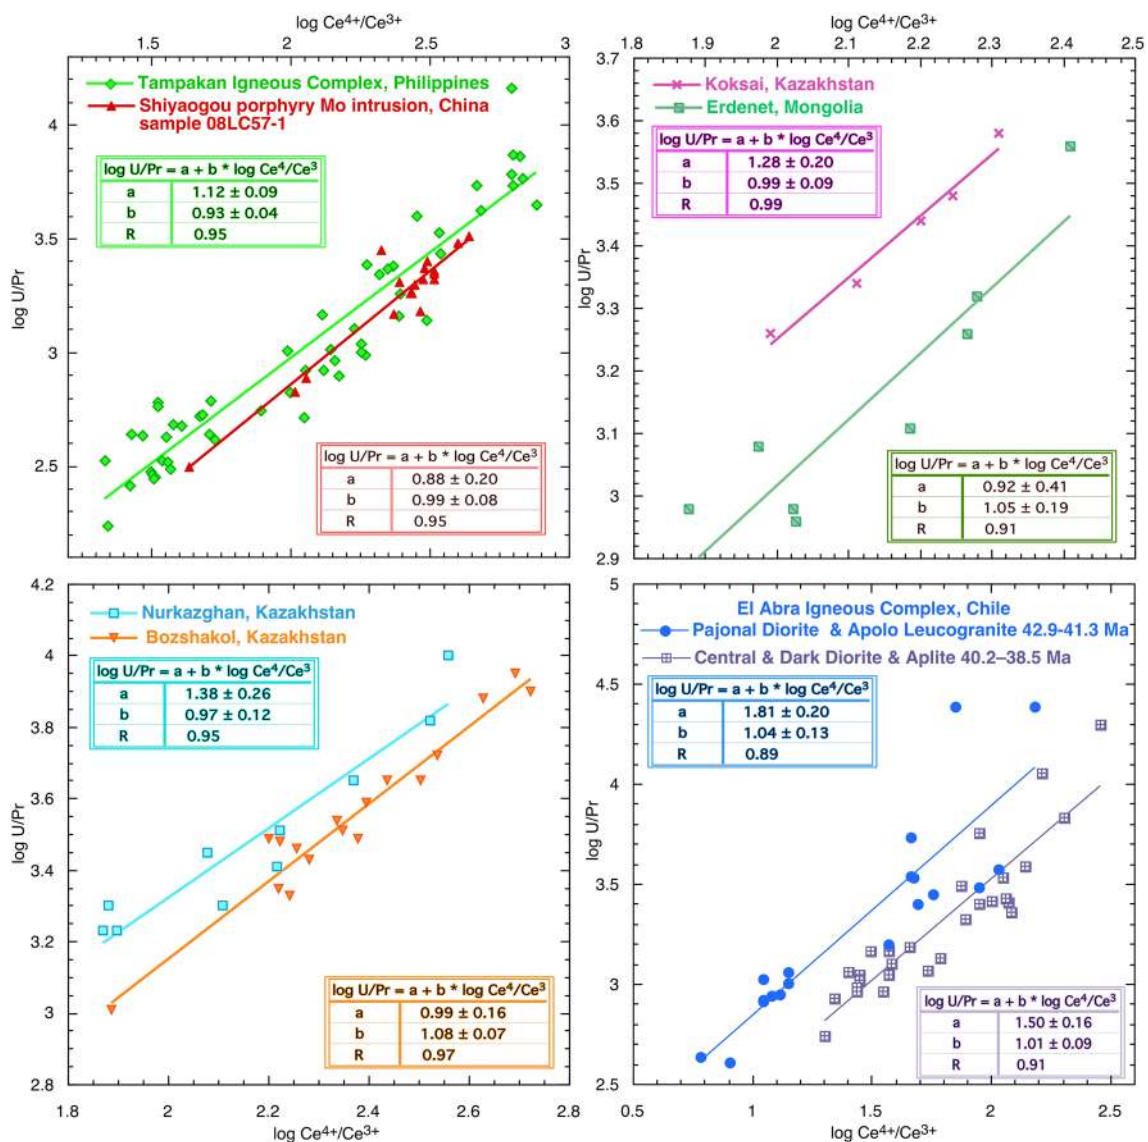 log Ce4+/Ce3+
1.5 2 2.5 3
log U/Pr
4
3.5
3
2.5
Tampakan Igneous Complex, Philippines
Shiyaogou porphyry Mo intrusion, China
sample 08LC57-1
log U/Pr = a + b * log Ce4/Ce3
a 1.12 ± 0.09
b 0.93 ± 0.04
R 0.95
log U/Pr = a + b * log Ce4/Ce3
a 0.88 ± 0.20
b 0.99 ± 0.08
R 0.95
log Ce4+/Ce3+
1.8 1.9 2 2.1 2.2 2.3 2.4 2.5
log U/Pr
3.7
3.6
3.5
3.4
3.3
3.2
3.1
3
2.9
Koksai, Kazakhstan
Erdenet, Mongolia
log U/Pr = a + b * log Ce4/Ce3
a 1.28 ± 0.20
b 0.99 ± 0.09
R 0.99
log U/Pr = a + b * log Ce4/Ce3
a 0.92 ± 0.41
b 1.05 ± 0.19
R 0.91
log U/Pr
4.2
4
3.8
3.6
3.4
3.2
3
2.8
Nurkazghan, Kazakhstan
Bozshakol, Kazakhstan
log U/Pr = a + b * log Ce4/Ce3
a 1.38 ± 0.26
b 0.97 ± 0.12
R 0.95
log U/Pr = a + b * log Ce4/Ce3
a 0.99 ± 0.16
b 1.08 ± 0.07
R 0.97
1.8 2 2.2 2.4 2.6 2.8
log Ce4+/Ce3+
log U/Pr
5
4.5
4
3.5
3
2.5
El Abra Igneous Complex, Chile
Pajonal Diorite & Apolo Leucogranite 42.9-41.3 Ma
Central & Dark Diorite & Aplite 40.2–38.5 Ma
log U/Pr = a + b * log Ce4/Ce3
a 1.81 ± 0.20
b 1.04 ± 0.13
R 0.89
log U/Pr = a + b * log Ce4/Ce3
a 1.50 ± 0.16
b 1.01 ± 0.09
R 0.91
0.5 1 1.5 2 2.5
log Ce4+/Ce3+